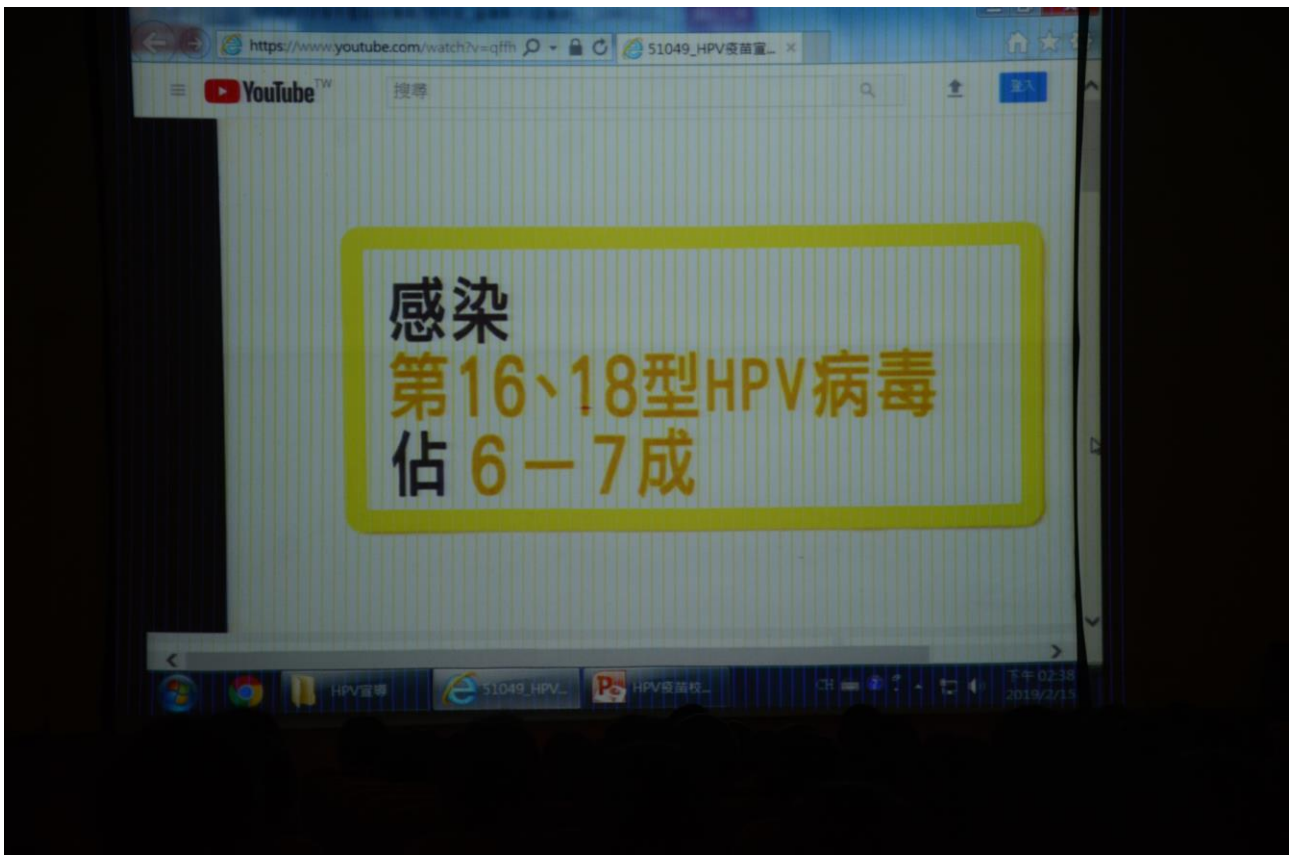 https://www.youtube.com/watch?v=qffh
51049_HPV疫苗宣...
YouTube TW
搜尋
登入
感染
第16、18型HPV病毒
佔6－7成
HPV宣導
51049_HPV...
HPV疫苗校...
CH
下午 02:38
2019/2/15